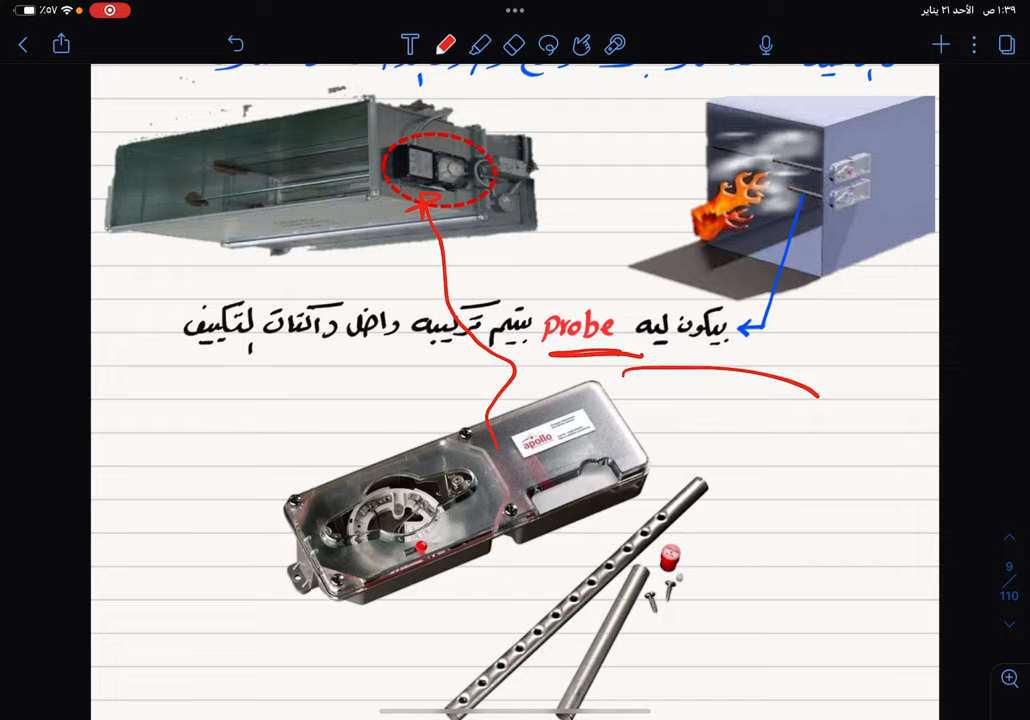 ١:٣٩ ص الأحد ٢١ يناير
٥٧٪
T
بيكون ليه probe بيتم تركيبه داخل داكتات التكييف
apollo
9
110